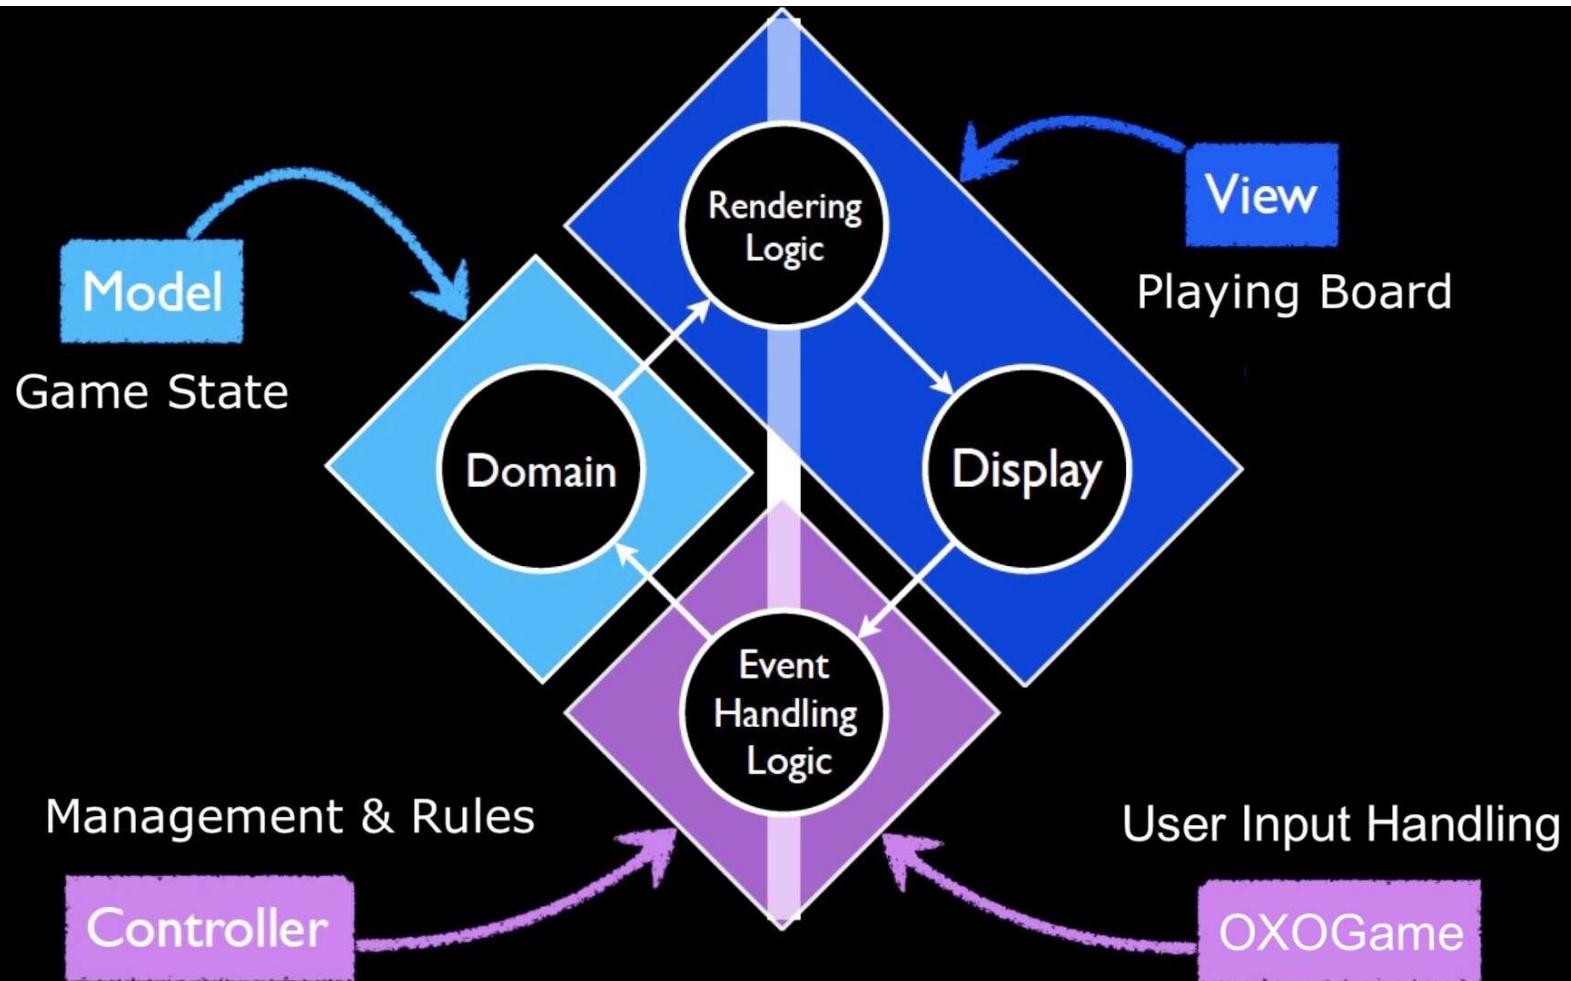 Rendering
Logic
View
Playing Board
Model
Game State
Domain
Display
Event
Handling
Logic
Management & Rules
User Input Handling
Controller
OXOGame